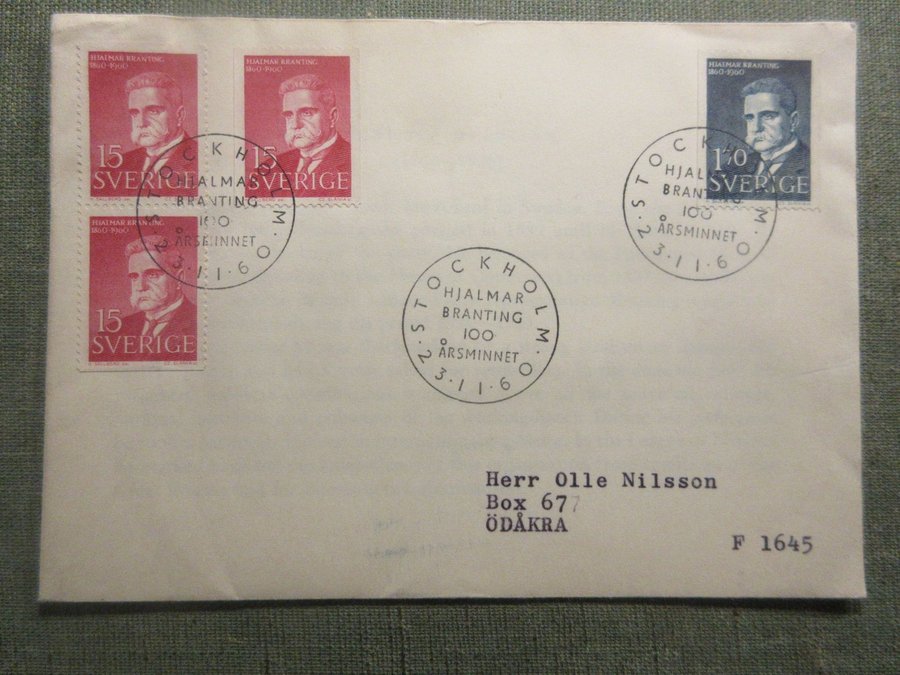 HJALMAR BRANTING
1860-1960
15
SVERIGE
HJALMAR BRANTING
1860-1960
15
SVERIGE
HJALMAR BRANTING
1860-1960
15
SVERIGE
HJALMAR BRANTING
1860-1960
1.70
SVERIGE
STOCKHOLM·O
HJALMAR
BRANTING
100
ÅRSMINNET
·23·11·60
STOCKHOLM·O
HJALMAR
BRANTING
100
ÅRSMINNET
·23·11·60
STOCKHOLM·O
HJALMAR
BRANTING
100
ÅRSMINNET
·23·11·60
Herr Olle Nilsson
Box 677
ÖDÅKRA
F 1645